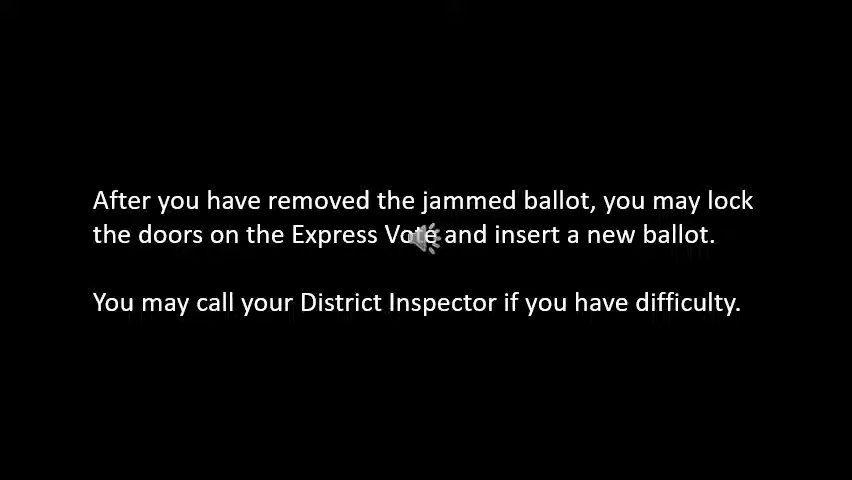 After you have removed the jammed ballot, you may lock
the doors on the Express Vote and insert a new ballot.
You may call your District Inspector if you have difficulty.